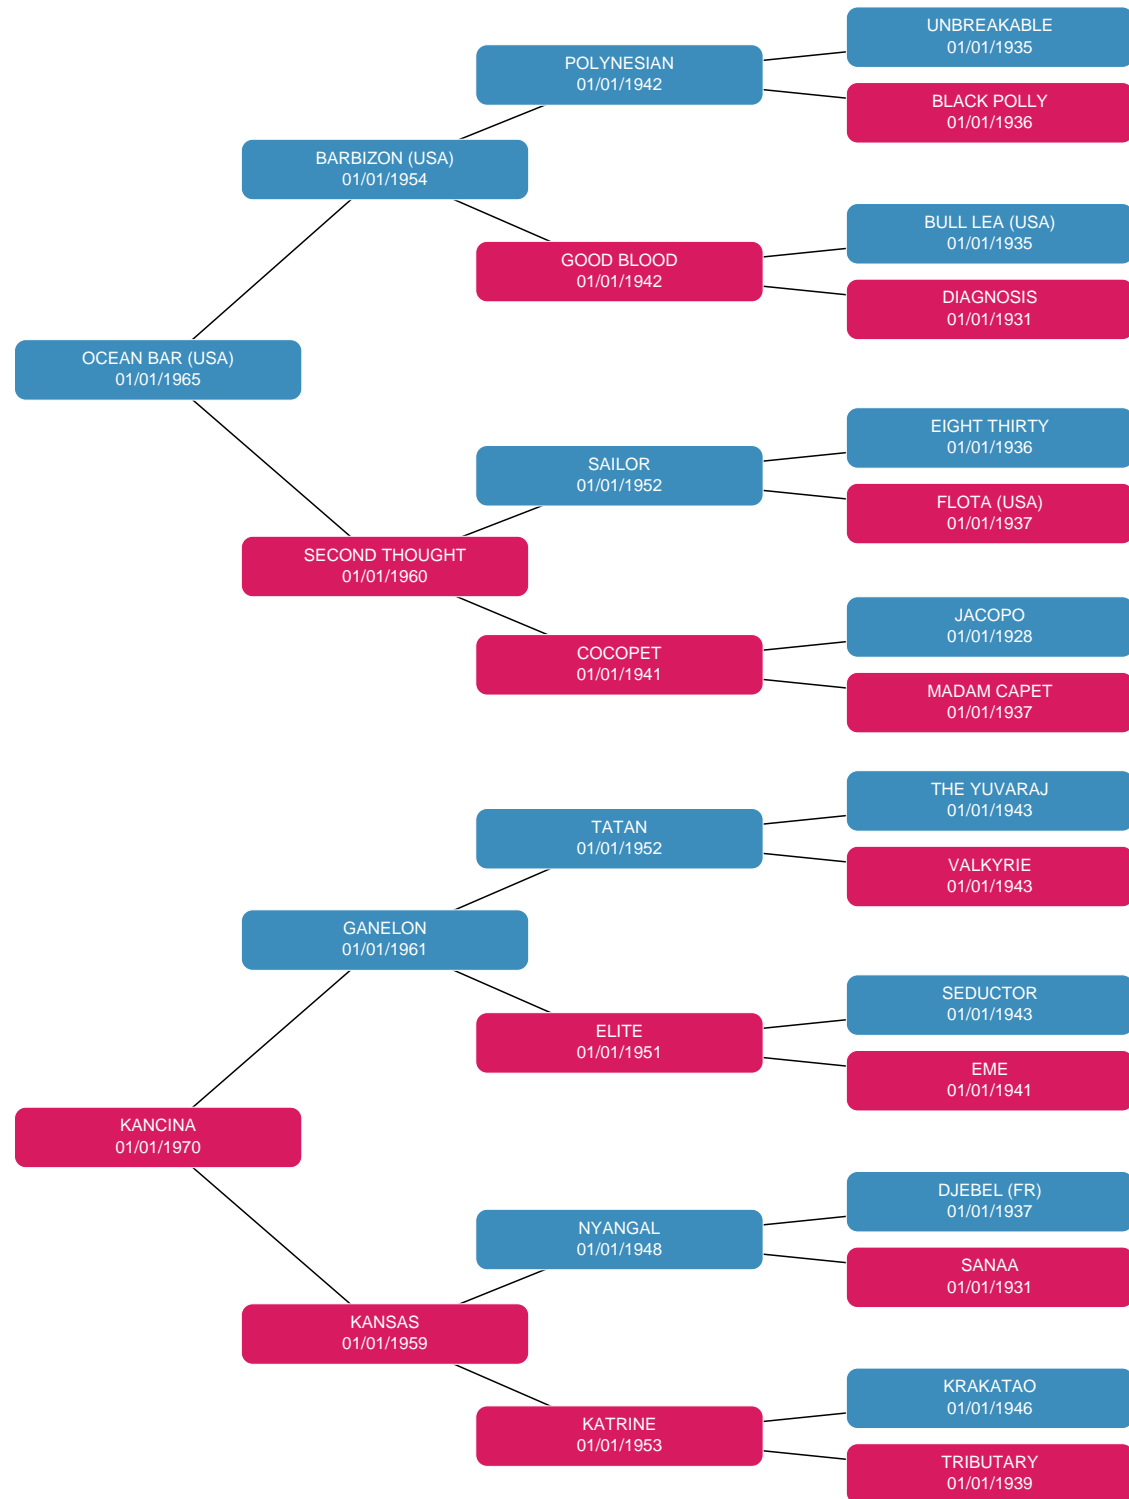 UNBREAKABLE
01/01/1935
POLYNESIAN
01/01/1942
BLACK POLLY
01/01/1936
BARBIZON (USA)
01/01/1954
BULL LEA (USA)
01/01/1935
GOOD BLOOD
01/01/1942
DIAGNOSIS
01/01/1931
OCEAN BAR (USA)
01/01/1965
EIGHT THIRTY
01/01/1936
SAILOR
01/01/1952
FLOTA (USA)
01/01/1937
SECOND THOUGHT
01/01/1960
JACOPO
01/01/1928
COCOPET
01/01/1941
MADAM CAPET
01/01/1937
THE YUVARAJ
01/01/1943
TATAN
01/01/1952
VALKYRIE
01/01/1943
GANELON
01/01/1961
SEDUCTOR
01/01/1943
ELITE
01/01/1951
EME
01/01/1941
KANCINA
01/01/1970
DJEBEL (FR)
01/01/1937
NYANGAL
01/01/1948
SANAA
01/01/1931
KANSAS
01/01/1959
KRAKATAO
01/01/1946
KATRINE
01/01/1953
TRIBUTARY
01/01/1939